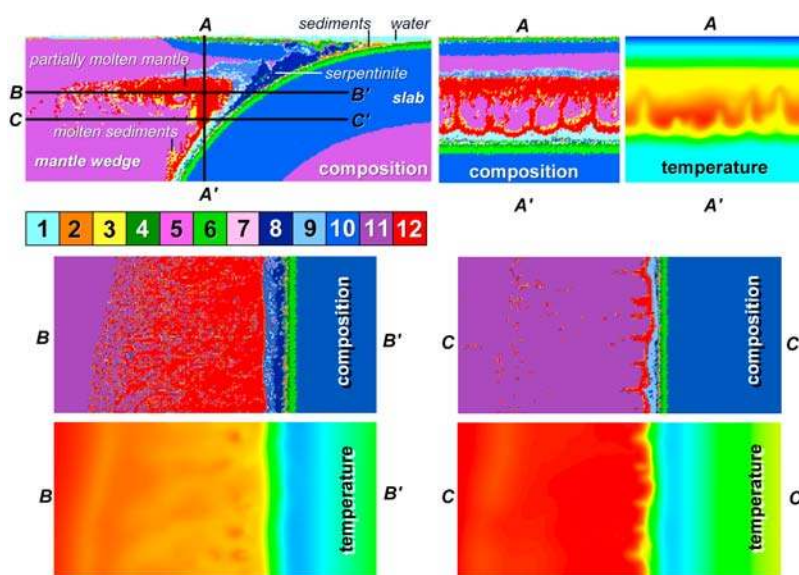 A
sediments water
partially molten mantle
serpentinite
B B'
slab
C C'
molten sediments
mantle wedge
composition
A'
A
composition
A'
A
temperature
A'
1 2 3 4 5 6 7 8 9 10 11 12
B composition B'
C composition C
B temperature B'
C temperature C